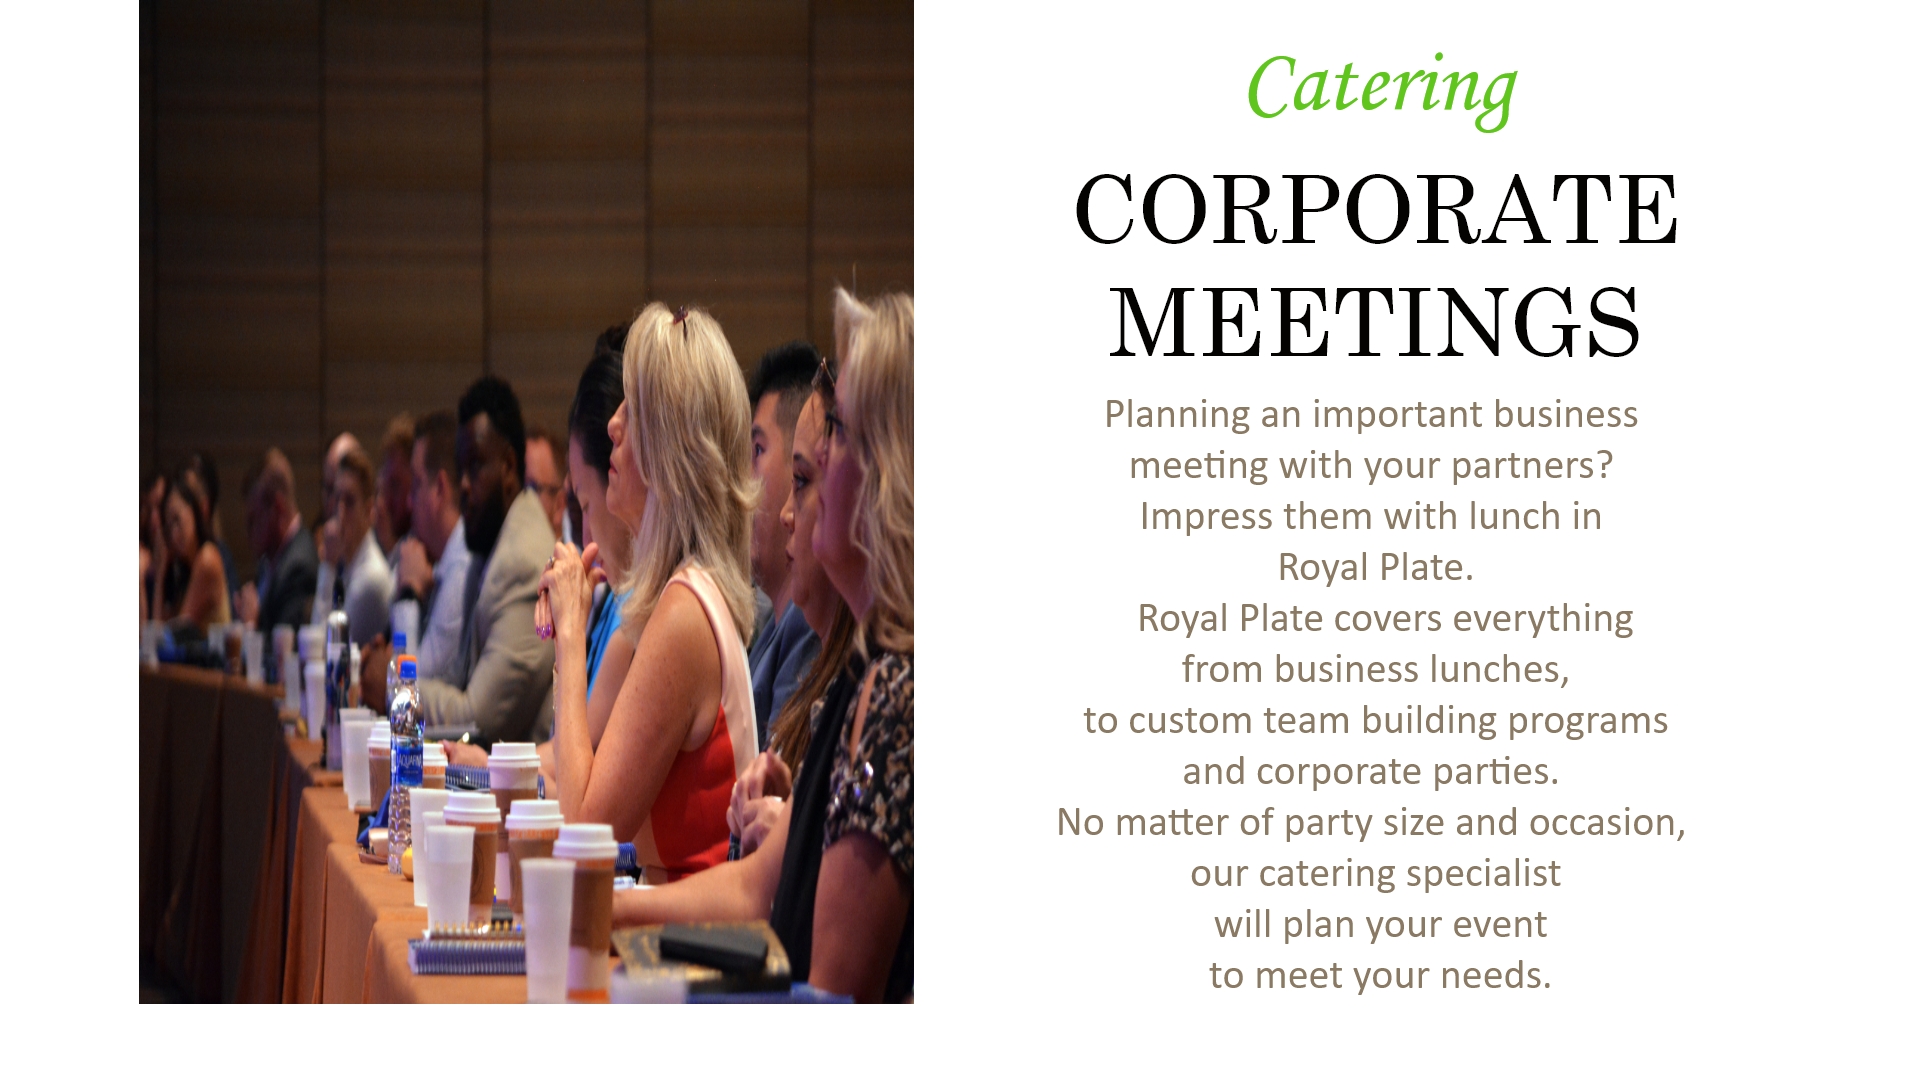 Catering
CORPORATE
MEETINGS
Planning an important business
meeting with your partners?
Impress them with lunch in
Royal Plate.
Royal Plate covers everything
from business lunches,
to custom team building programs
and corporate parties.
No matter of party size and occasion,
our catering specialist
will plan your event
to meet your needs.